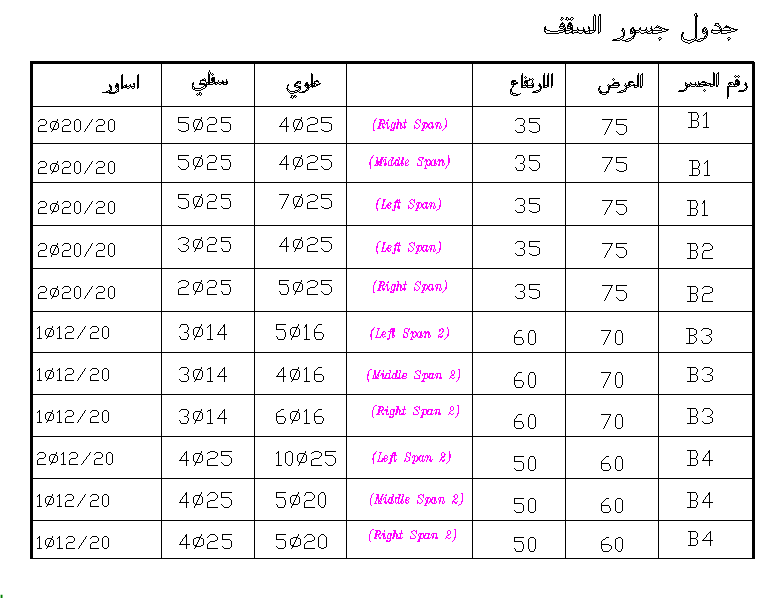 جدول جسور السقف
رقم الجسر العرض الارتفاع علوي سفلي اساور
B1 75 35 (Right Span) 4Ø25 5Ø25 2Ø20/20
B1 75 35 (Middle Span) 4Ø25 5Ø25 2Ø20/20
B1 75 35 (Left Span) 7Ø25 5Ø25 2Ø20/20
B2 75 35 (Left Span) 4Ø25 3Ø25 2Ø20/20
B2 75 35 (Right Span) 5Ø25 2Ø25 2Ø20/20
B3 70 60 (Left Span 2) 5Ø16 3Ø14 1Ø12/20
B3 70 60 (Middle Span 2) 4Ø16 3Ø14 1Ø12/20
B3 70 60 (Right Span 2) 6Ø16 3Ø14 1Ø12/20
B4 60 50 (Left Span 2) 10Ø25 4Ø25 2Ø12/20
B4 60 50 (Middle Span 2) 5Ø20 4Ø25 1Ø12/20
B4 60 50 (Right Span 2) 5Ø20 4Ø25 1Ø12/20